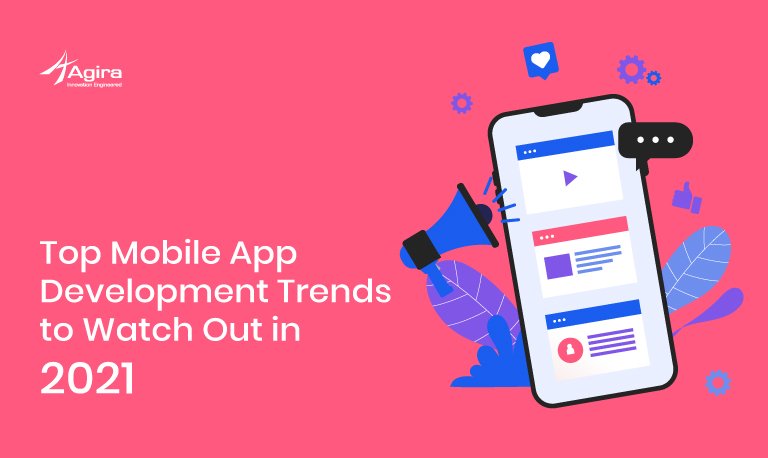 Agira
Innovation Engineered
Top Mobile App
Development Trends
to Watch Out in
2021